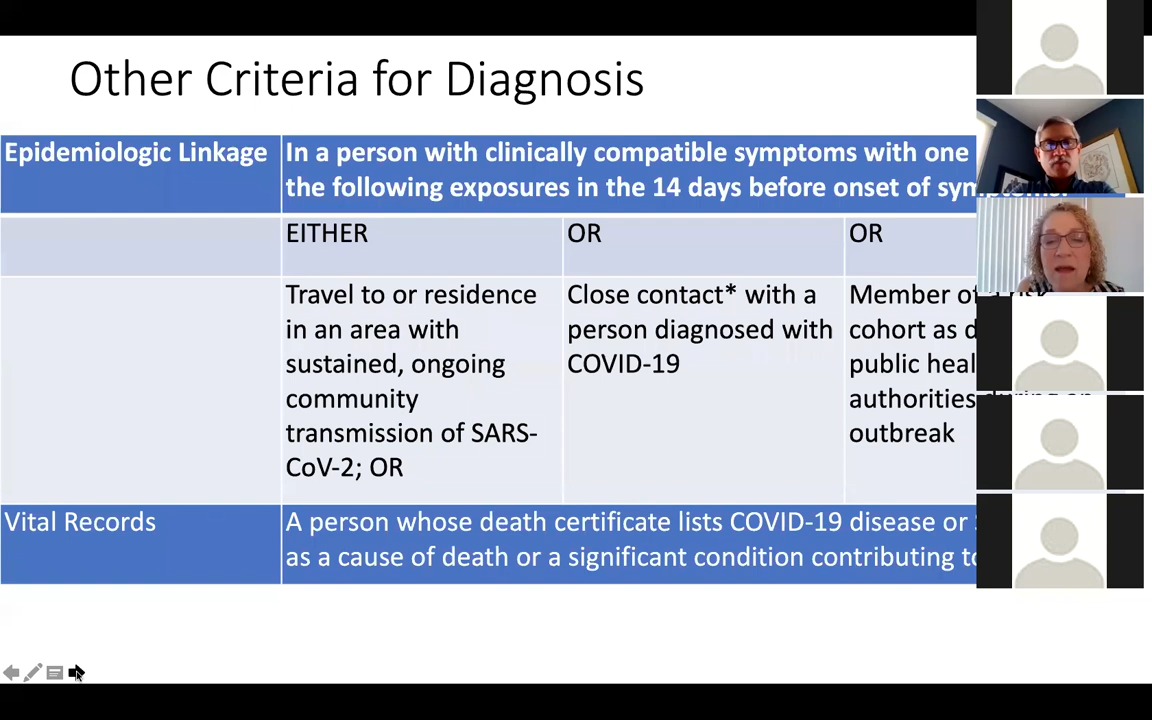 Other Criteria for Diagnosis
Epidemiologic Linkage
In a person with clinically compatible symptoms with one
the following exposures in the 14 days before onset of
EITHER
OR
OR
Travel to or residence
in an area with
sustained, ongoing
community
transmission of SARS-
CoV-2; OR
Close contact* with a
person diagnosed with
COVID-19
Member
cohort as
public
authorities
outbreak
Vital Records
A person whose death certificate lists COVID-19 disease or
as a cause of death or a significant condition contributing